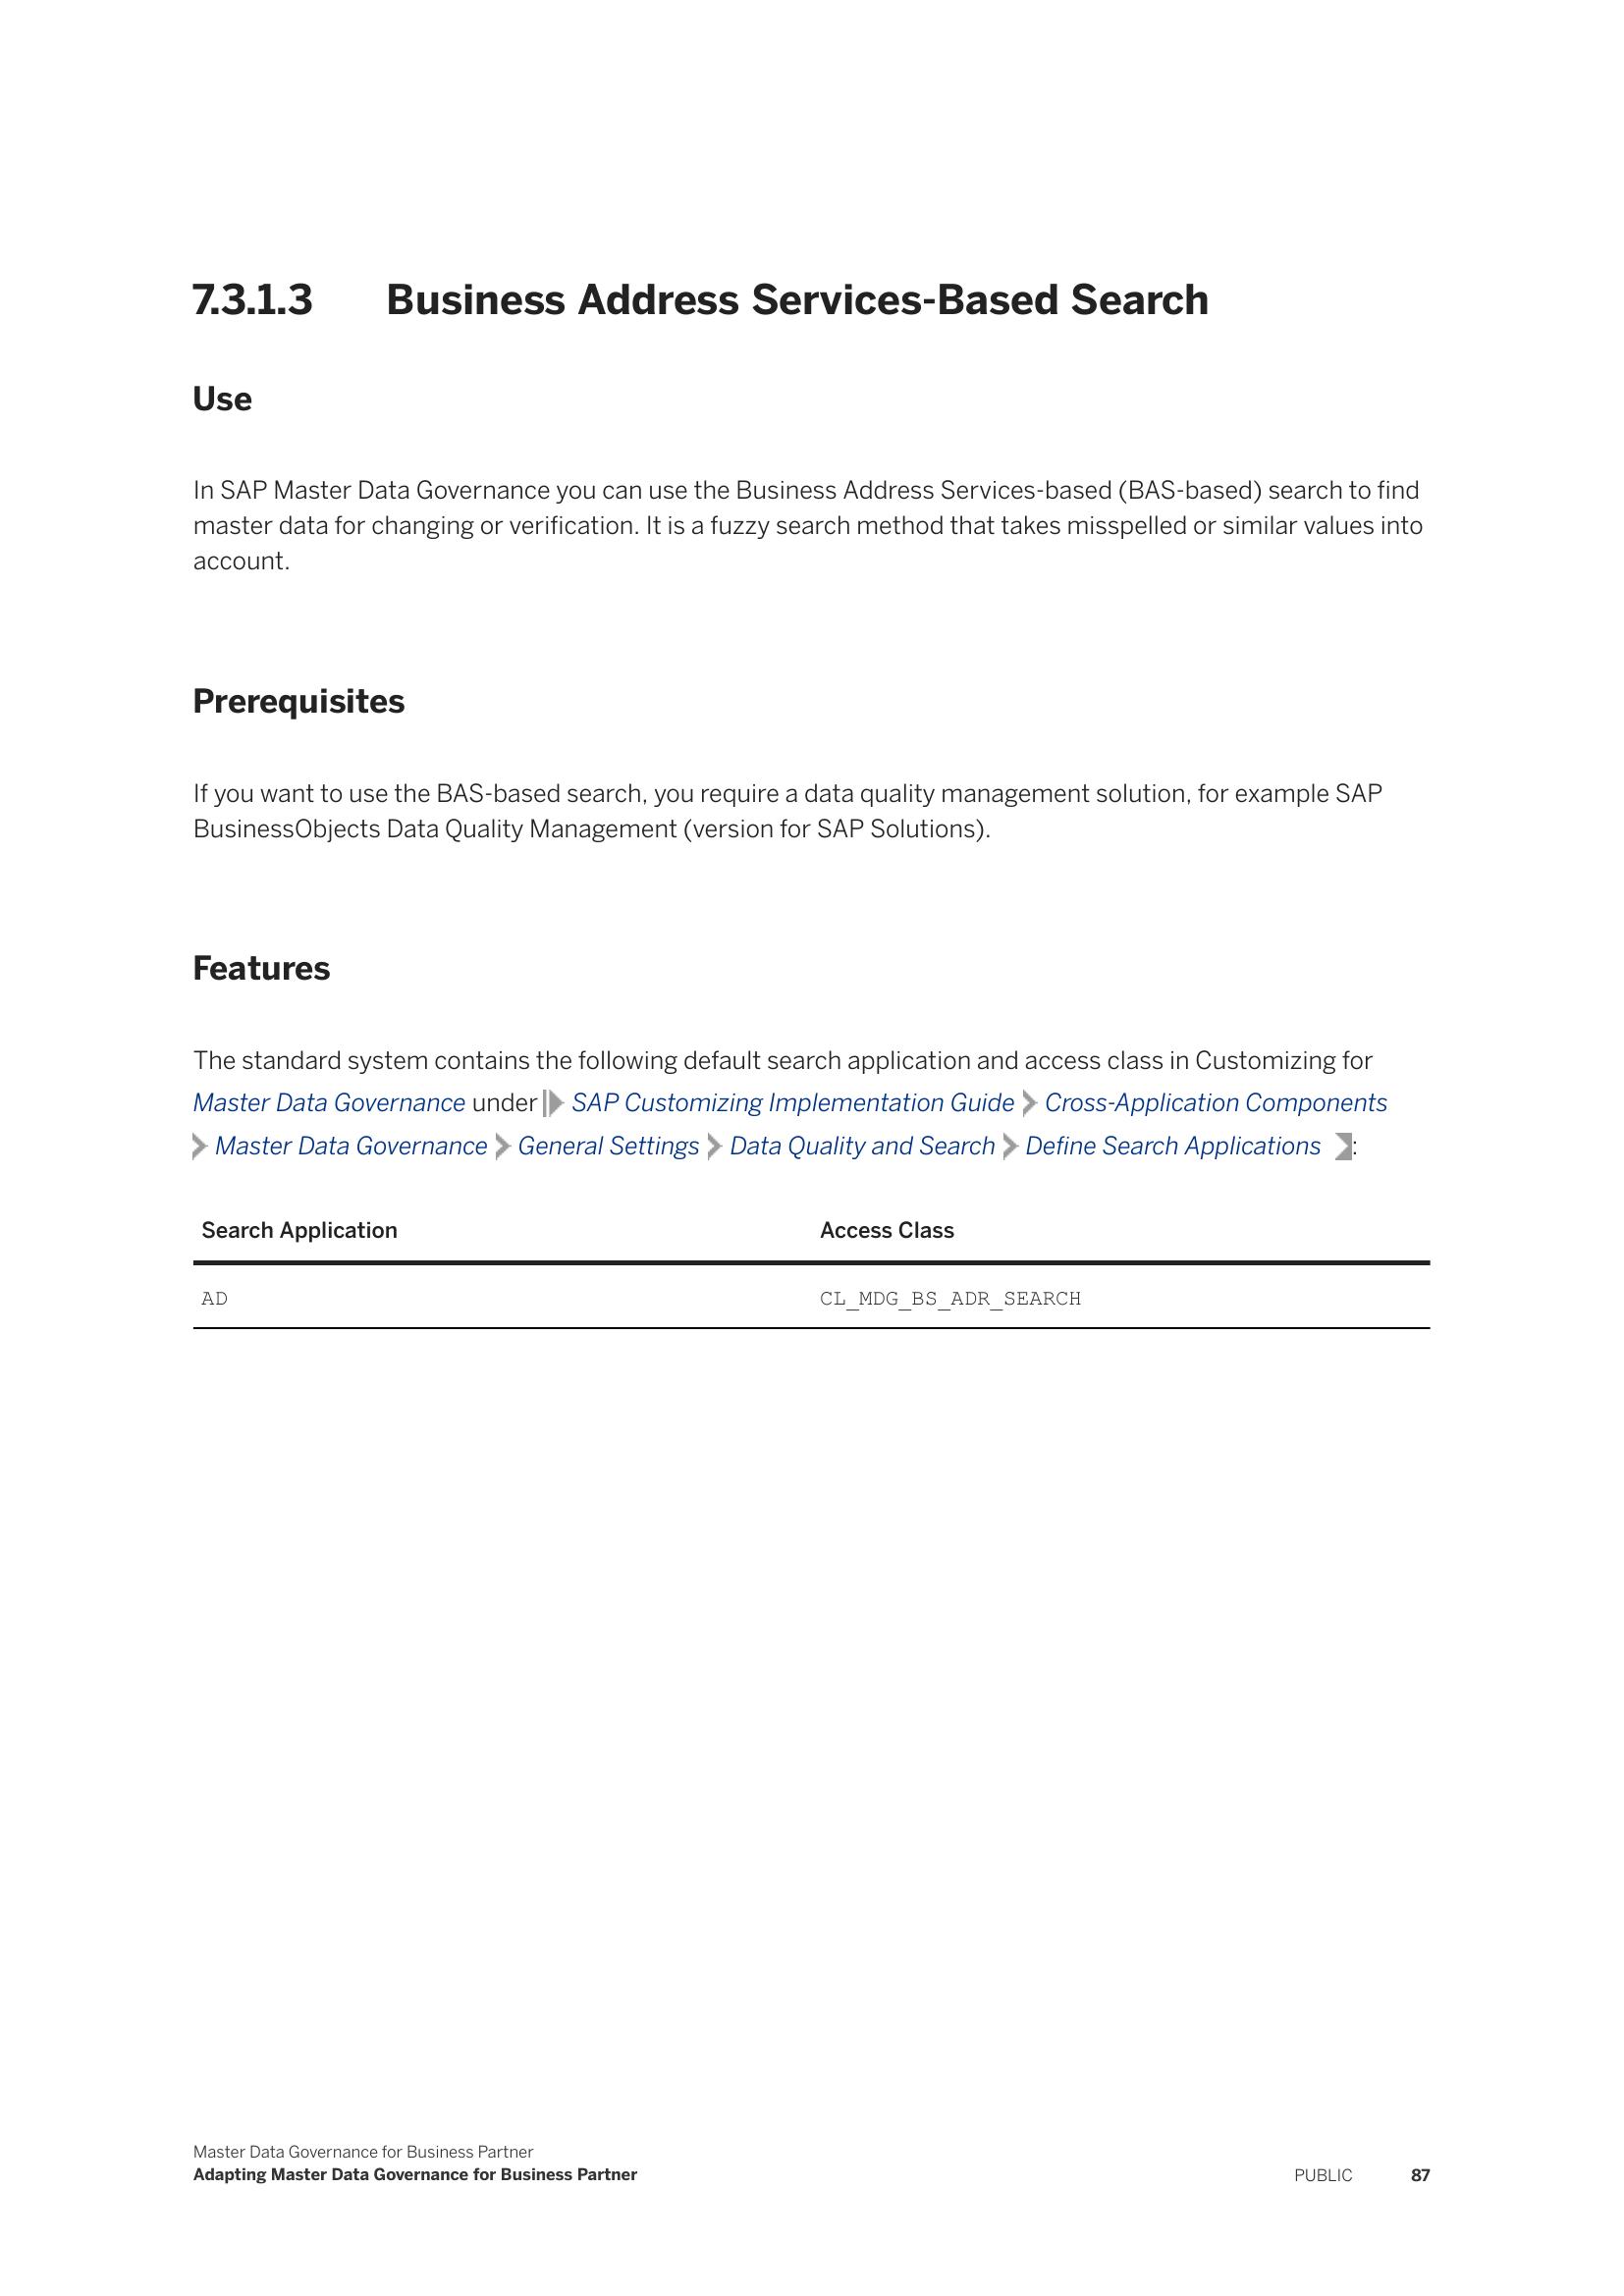 7.3.1.3 Business Address Services-Based Search
Use
In SAP Master Data Governance you can use the Business Address Services-based (BAS-based) search to find
master data for changing or verification. It is a fuzzy search method that takes misspelled or similar values into
account.
Prerequisites
If you want to use the BAS-based search, you require a data quality management solution, for example SAP
BusinessObjects Data Quality Management (version for SAP Solutions).
Features
The standard system contains the following default search application and access class in Customizing for
Master Data Governance under SAP Customizing Implementation Guide Cross-Application Components
Master Data Governance General Settings Data Quality and Search Define Search Applications :
Search Application Access Class
AD CL_MDG_BS_ADR_SEARCH
Master Data Governance for Business Partner
Adapting Master Data Governance for Business Partner PUBLIC 87